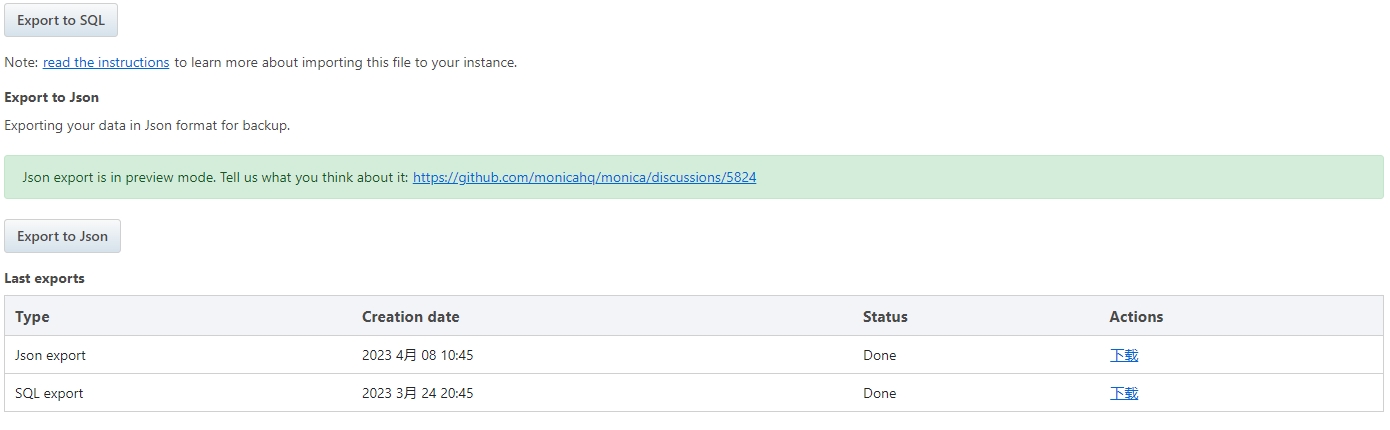 Export to SQL
Note: read the instructions to learn more about importing this file to your instance.
Export to Json
Exporting your data in Json format for backup.
Json export is in preview mode. Tell us what you think about it: https://github.com/monicahq/monica/discussions/5824
Export to Json
Last exports
Type Creation date Status Actions
Json export 2023 4月 08 10:45 Done 下载
SQL export 2023 3月 24 20:45 Done 下载